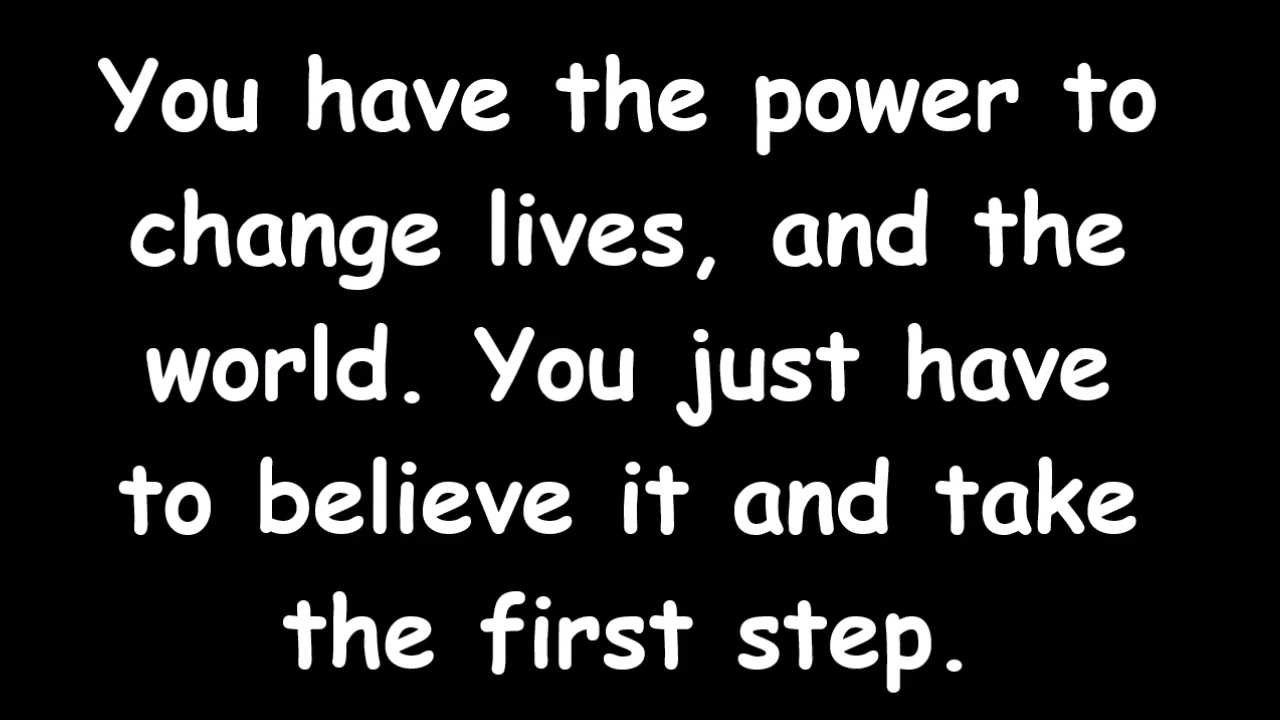 You have the power to
change lives, and the
world. You just have
to believe it and take
the first step.